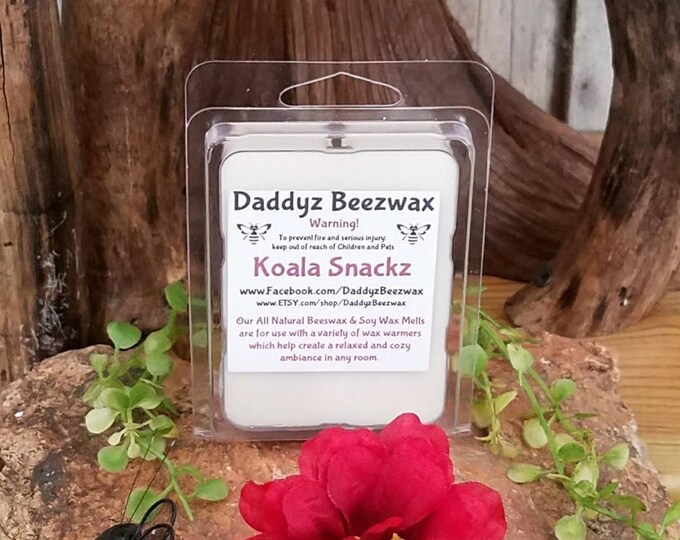 Daddyz Beezwax
Warning!
To prevent fire and serious injury:
keep out of reach of Children and Pets
Koala Snackz
www.Facebook.com/DaddyzBeezwax
www.ETSY.com/shop/DaddyzBeezwax
Our All Natural Beeswax & Soy Wax Melts
are for use with a variety of wax warmers
which help create a relaxed and cozy
ambiance in any room.